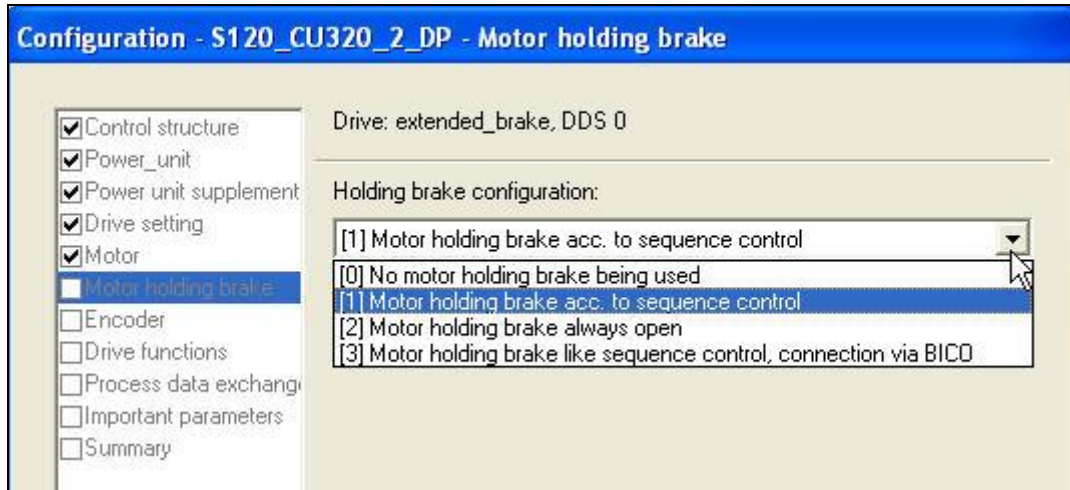 Configuration - S120_CU320_2_DP - Motor holding brake
Control structure
Power_unit
Power unit supplement
Drive setting
Motor
Motor holding brake
Encoder
Drive functions
Process data exchang
Important parameters
Summary
Drive: extended_brake, DDS 0
Holding brake configuration:
[1] Motor holding brake acc. to sequence control
[0] No motor holding brake being used
[1] Motor holding brake acc. to sequence control
[2] Motor holding brake always open
[3] Motor holding brake like sequence control, connection via BICO